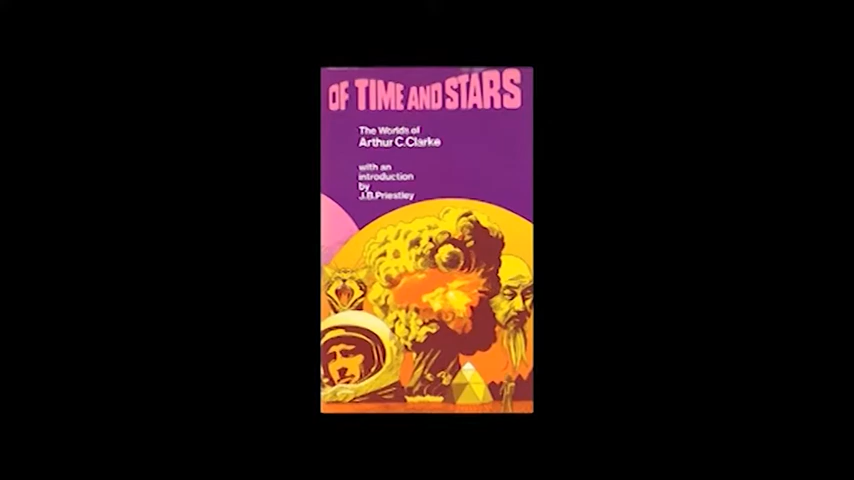 OF TIME AND STARS
The Worlds of
Arthur C.Clarke
with an
introduction
by
J.B.Priestley